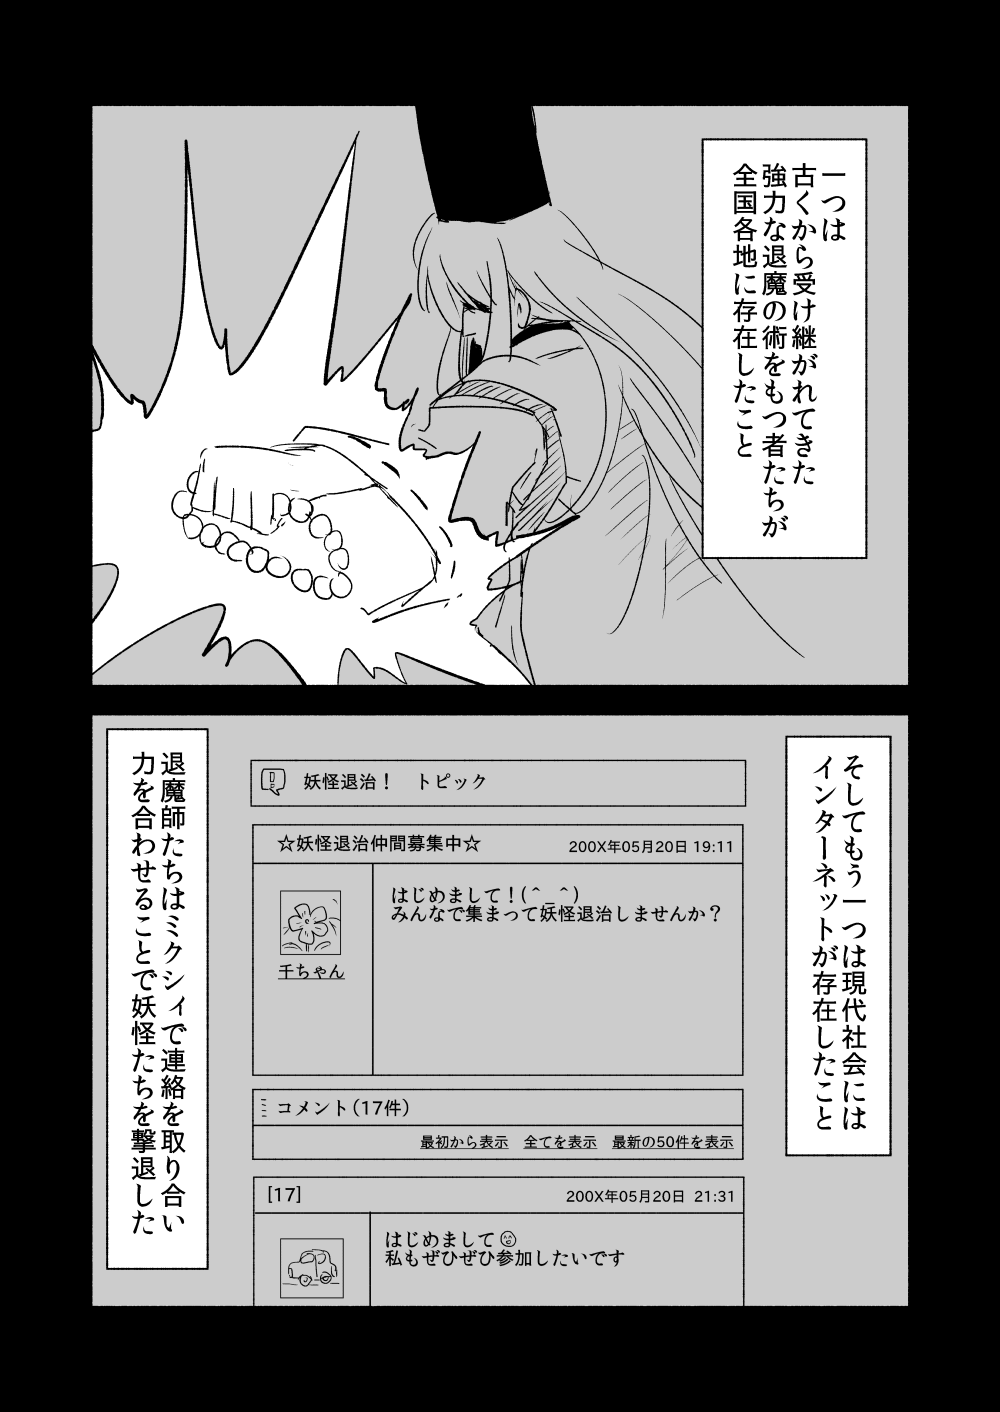 一つは
古くから受け継がれてきた
強力な退魔の術をもつ者たちが
全国各地に存在したこと
そしてもう一つは現代社会には
インターネットが存在したこと
妖怪退治！　トピック
☆妖怪退治仲間募集中☆
200X年05月20日 19:11
はじめまして！(＾_＾)
みんなで集まって妖怪退治しませんか？
千ちゃん
コメント(17件)
最初から表示　全てを表示　最新の50件を表示
[17]
200X年05月20日 21:31
はじめまして
私もぜひぜひ参加したいです
退魔師たちはミクシィで連絡を取り合い
力を合わせることで妖怪たちを撃退した